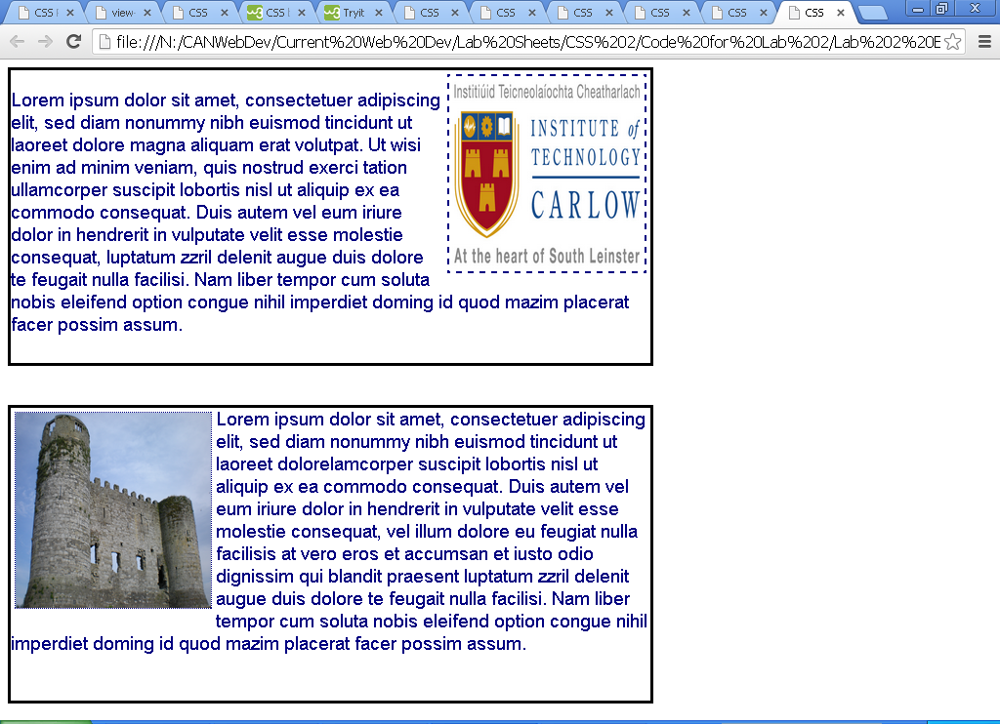 CSS
view-
CSS
CSS
Tryit
CSS
CSS
CSS
CSS
CSS
CSS
file:///N:/CANWebDev/Current%20Web%20Dev/Lab%20Sheets/CSS%202/Code%20for%20Lab%202/Lab%202%20E
Lorem ipsum dolor sit amet, consectetuer adipiscing
elit, sed diam nonummy nibh euismod tincidunt ut
laoreet dolore magna aliquam erat volutpat. Ut wisi
enim ad minim veniam, quis nostrud exerci tation
ullamcorper suscipit lobortis nisl ut aliquip ex ea
commodo consequat. Duis autem vel eum iriure
dolor in hendrerit in vulputate velit esse molestie
consequat, luptatum zzril delenit augue duis dolore
te feugait nulla facilisi. Nam liber tempor cum soluta
nobis eleifend option congue nihil imperdiet doming id quod mazim placerat
facer possim assum.
Institiúid Teicneolaíochta Cheatharlach
INSTITUTE of
TECHNOLOGY
CARLOW
At the heart of South Leinster
Lorem ipsum dolor sit amet, consectetuer adipiscing
elit, sed diam nonummy nibh euismod tincidunt ut
laoreet dolorelamcorper suscipit lobortis nisl ut
aliquip ex ea commodo consequat. Duis autem vel
eum iriure dolor in hendrerit in vulputate velit esse
molestie consequat, vel illum dolore eu feugiat nulla
facilisis at vero eros et accumsan et iusto odio
dignissim qui blandit praesent luptatum zzril delenit
augue duis dolore te feugait nulla facilisi. Nam liber
tempor cum soluta nobis eleifend option congue nihil
imperdiet doming id quod mazim placerat facer possim assum.